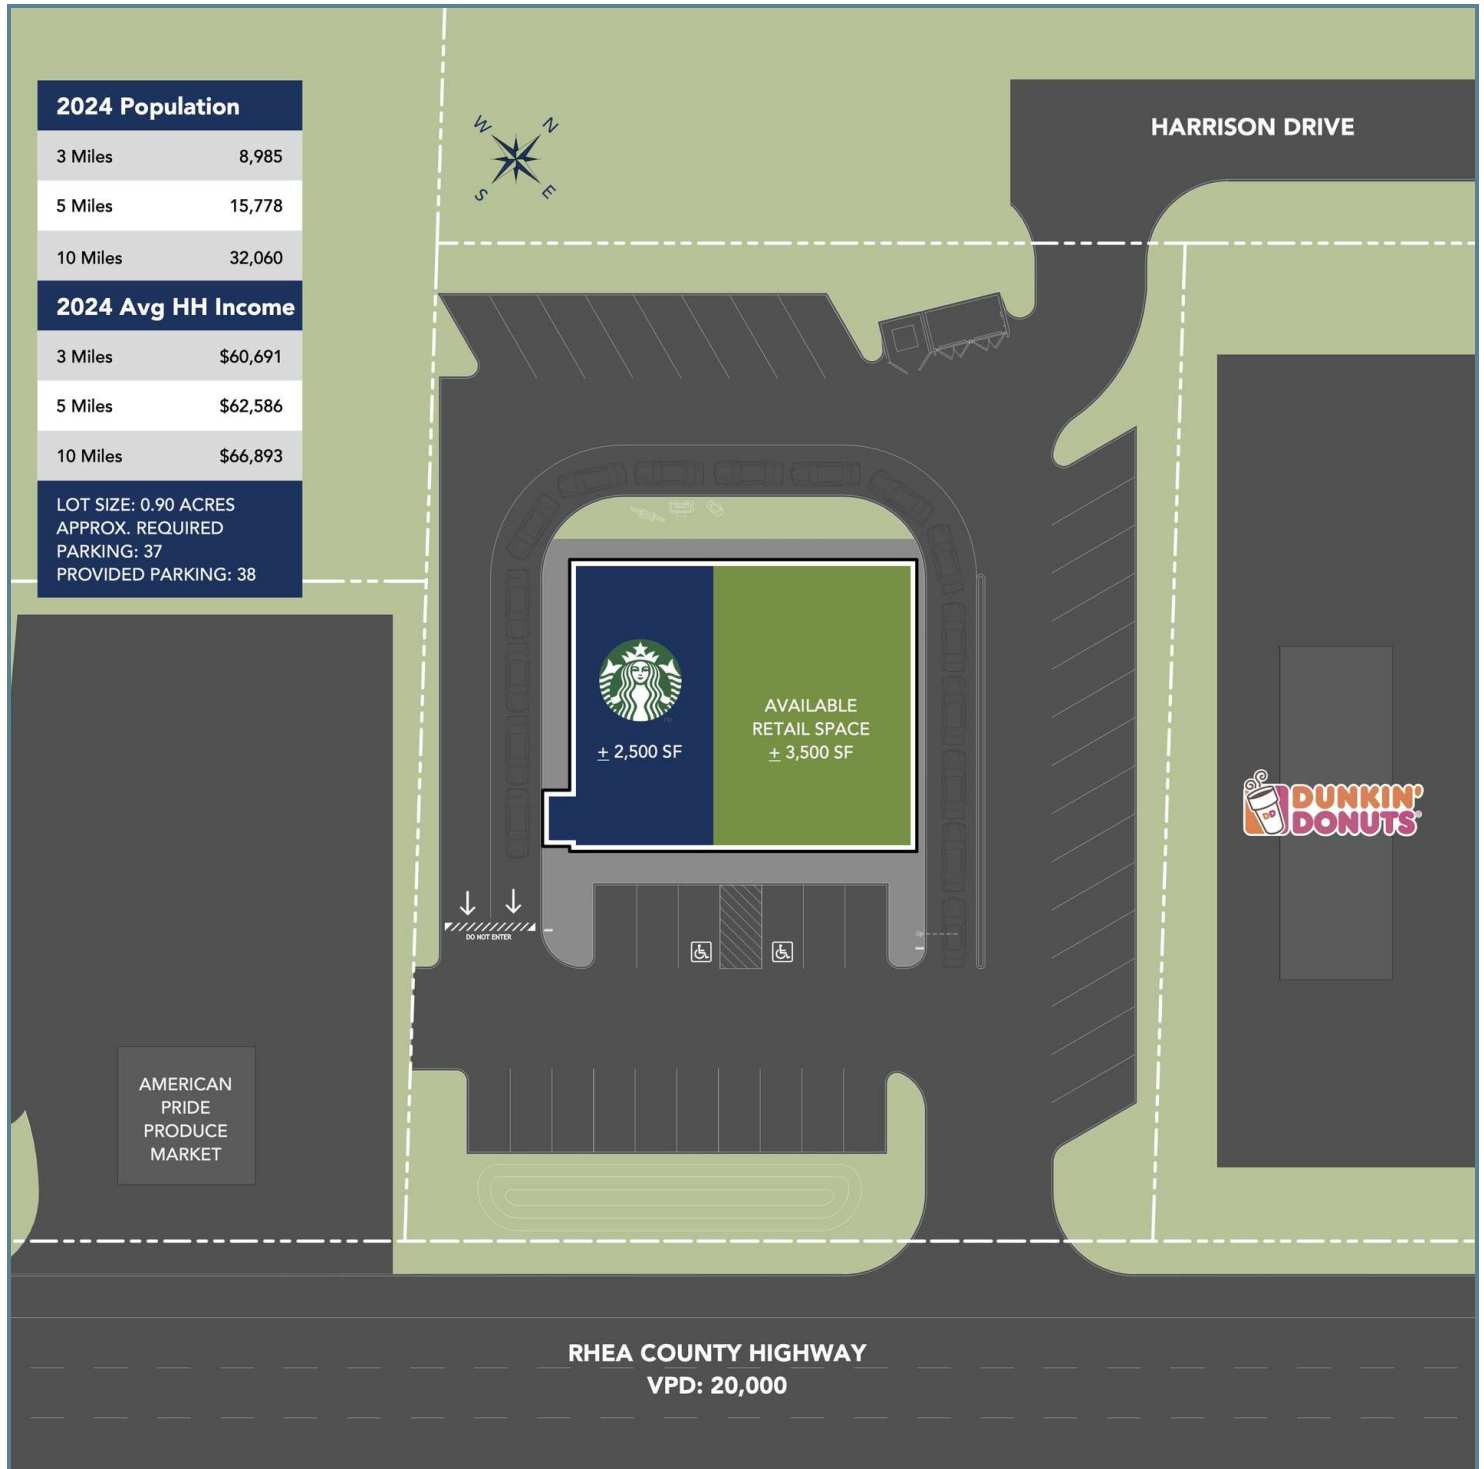 2024 Population
3 Miles 8,985
5 Miles 15,778
10 Miles 32,060
2024 Avg HH Income
3 Miles $60,691
5 Miles $62,586
10 Miles $66,893
LOT SIZE: 0.90 ACRES
APPROX. REQUIRED
PARKING: 37
PROVIDED PARKING: 38
W N
S E
HARRISON DRIVE
± 2,500 SF
AVAILABLE
RETAIL SPACE
± 3,500 SF
DUNKIN'
DONUTS
DD
DO NOT ENTER
AMERICAN
PRIDE
PRODUCE
MARKET
RHEA COUNTY HIGHWAY
VPD: 20,000